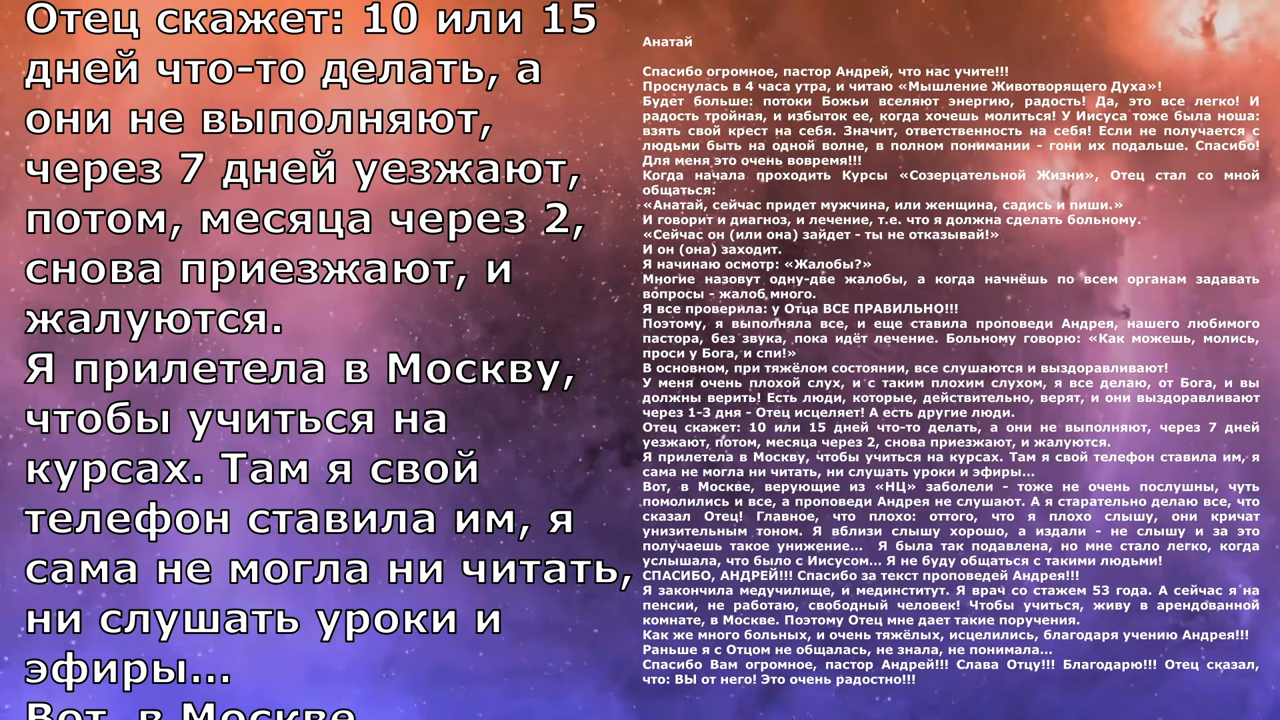 Отец скажет: 10 или 15
дней что-то делать, а
они не выполняют,
через 7 дней уезжают,
потом, месяца через 2,
снова приезжают, и
жалуются.
Я прилетела в Москву,
чтобы учиться на
курсах. Там я свой
телефон ставила им, я
сама не могла ни читать,
ни слушать уроки и
эфиры...
Вот, в Москве,
Анатай
Спасибо огромное, пастор Андрей, что нас учите!!!
Проснулась в 4 часа утра, и читаю «Мышление Животворящего Духа»!
Будет больше: потоки Божьи вселяют энергию, радость! Да, это все легко! И
радость тройная, и избыток ее, когда хочешь молиться! У Иисуса тоже была ноша:
взять свой крест на себя. Значит, ответственность на себя! Если не получается с
людьми быть на одной волне, в полном понимании - гони их подальше. Спасибо!
Для меня это очень вовремя!!!
Когда начала проходить Курсы «Созерцательной Жизни», Отец стал со мной
общаться:
«Анатай, сейчас придет мужчина, или женщина, садись и пиши.»
И говорит и диагноз, и лечение, т.е. что я должна сделать больному.
«Сейчас он (или она) зайдет - ты не отказывай!»
И он (она) заходит.
Я начинаю осмотр: «Жалобы?»
Многие назовут одну-две жалобы, а когда начнёшь по всем органам задавать
вопросы - жалоб много.
Я все проверила: у Отца ВСЕ ПРАВИЛЬНО!!!
Поэтому, я выполняла все, и еще ставила проповеди Андрея, нашего любимого
пастора, без звука, пока идёт лечение. Больному говорю: «Как можешь, молись,
проси у Бога, и спи!»
В основном, при тяжёлом состоянии, все слушаются и выздоравливают!
У меня очень плохой слух, и с таким плохим слухом, я все делаю, от Бога, и вы
должны верить! Есть люди, которые, действительно, верят, и они выздоравливают
через 1-3 дня - Отец исцеляет! А есть другие люди.
Отец скажет: 10 или 15 дней что-то делать, а они не выполняют, через 7 дней
уезжают, потом, месяца через 2, снова приезжают, и жалуются.
Я прилетела в Москву, чтобы учиться на курсах. Там я свой телефон ставила им, я
сама не могла ни читать, ни слушать уроки и эфиры...
Вот, в Москве, верующие из «НЦ» заболели - тоже не очень послушны, чуть
помолились и все, а проповеди Андрея не слушают. А я старательно делаю все, что
сказал Отец! Главное, что плохо: оттого, что я плохо слышу, они кричат
унизительным тоном. Я вблизи слышу хорошо, а издали - не слышу и за это
получаешь такое унижение... Я была так подавлена, но мне стало легко, когда
услышала, что было с Иисусом... Я не буду общаться с такими людьми!
СПАСИБО, АНДРЕЙ!!! Спасибо за текст проповедей Андрея!!!
Я закончила медучилище, и мединститут. Я врач со стажем 53 года. А сейчас я на
пенсии, не работаю, свободный человек! Чтобы учиться, живу в арендованной
комнате, в Москве. Поэтому Отец мне дает такие поручения.
Как же много больных, и очень тяжёлых, исцелились, благодаря учению Андрея!!!
Раньше я с Отцом не общалась, не знала, не понимала...
Спасибо Вам огромное, пастор Андрей!!! Слава Отцу!!! Благодарю!!! Отец сказал,
что: ВЫ от него! Это очень радостно!!!